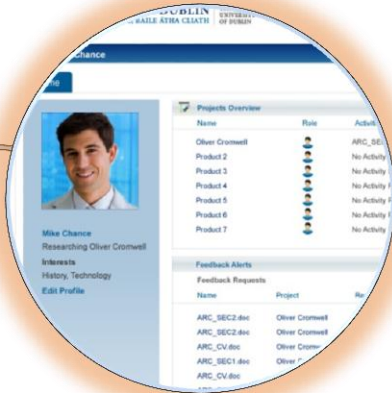 DUBLIN
BAILE ÁTHA CLIATH
OF DUBLIN
Chance
Projects Overview
Name Role
Oliver Cromwell
Product 2 No Activity
Product 3 No Activity
Product 4 No Activity
Product 5 No Activity
Product 6 No Activity
Product 7 No Activity
Mike Chance
Researching Oliver Cromwell
Interests
History, Technology
Edit Profile
Feedback Alerts
Feedback Requests
Name Project
ARC_SEC2.doc Oliver Cromwell
ARC_SEC2.doc Oliver Cromwell
ARC_CV.doc
ARC_SEC1.doc Oliver
ARC_CV.doc